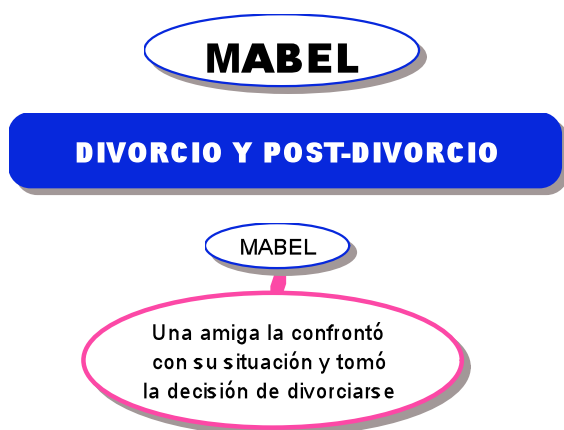 MABEL
DIVORCIO Y POST-DIVORCIO
MABEL
Una amiga la confrontó
con su situación y tomó
la decisión de divorciarse